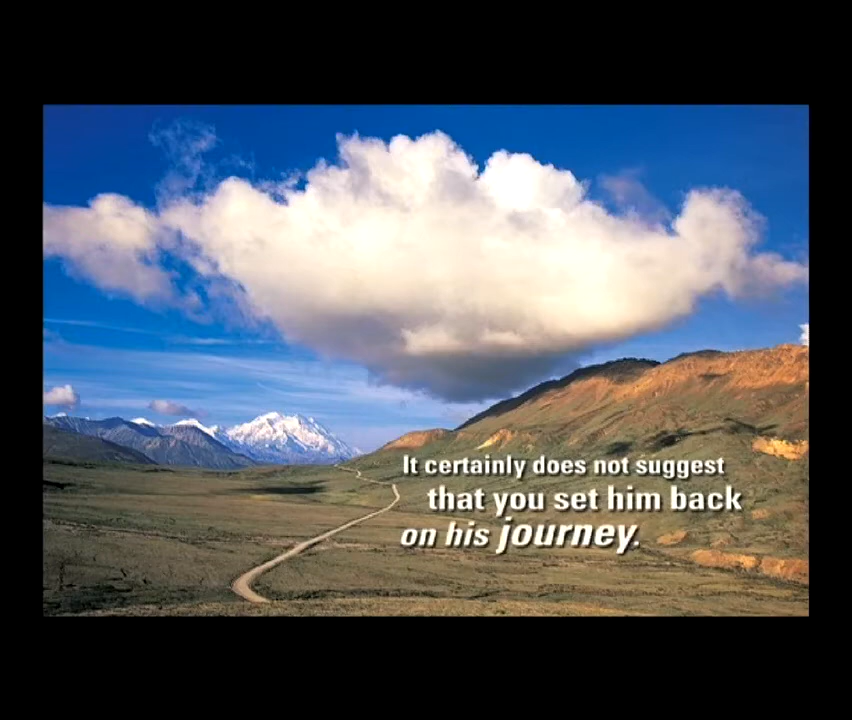 It certainly does not suggest
that you set him back
on his journey.